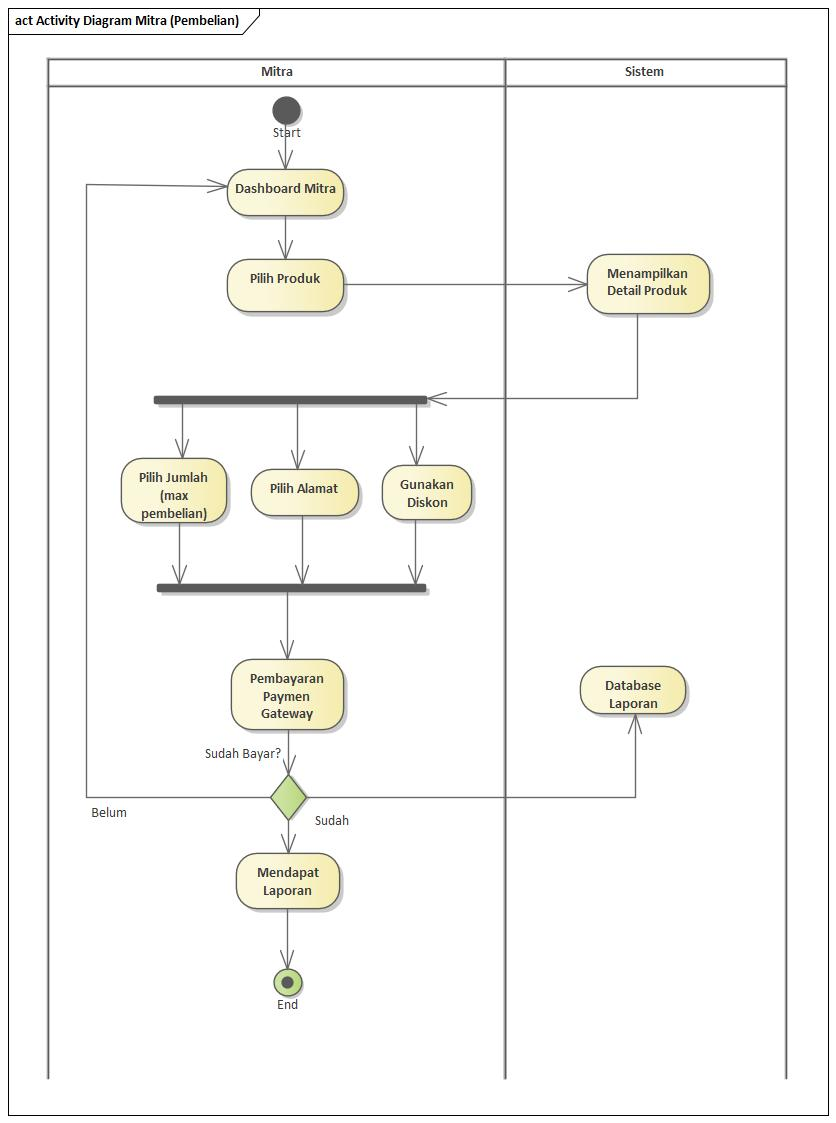 act Activity Diagram Mitra (Pembelian)
Mitra
Sistem
Start
Dashboard Mitra
Pilih Produk
Menampilkan
Detail Produk
Pilih Jumlah
(max
pembelian)
Pilih Alamat
Gunakan
Diskon
Pembayaran
Paymen
Gateway
Database
Laporan
Sudah Bayar?
Belum
Sudah
Mendapat
Laporan
End